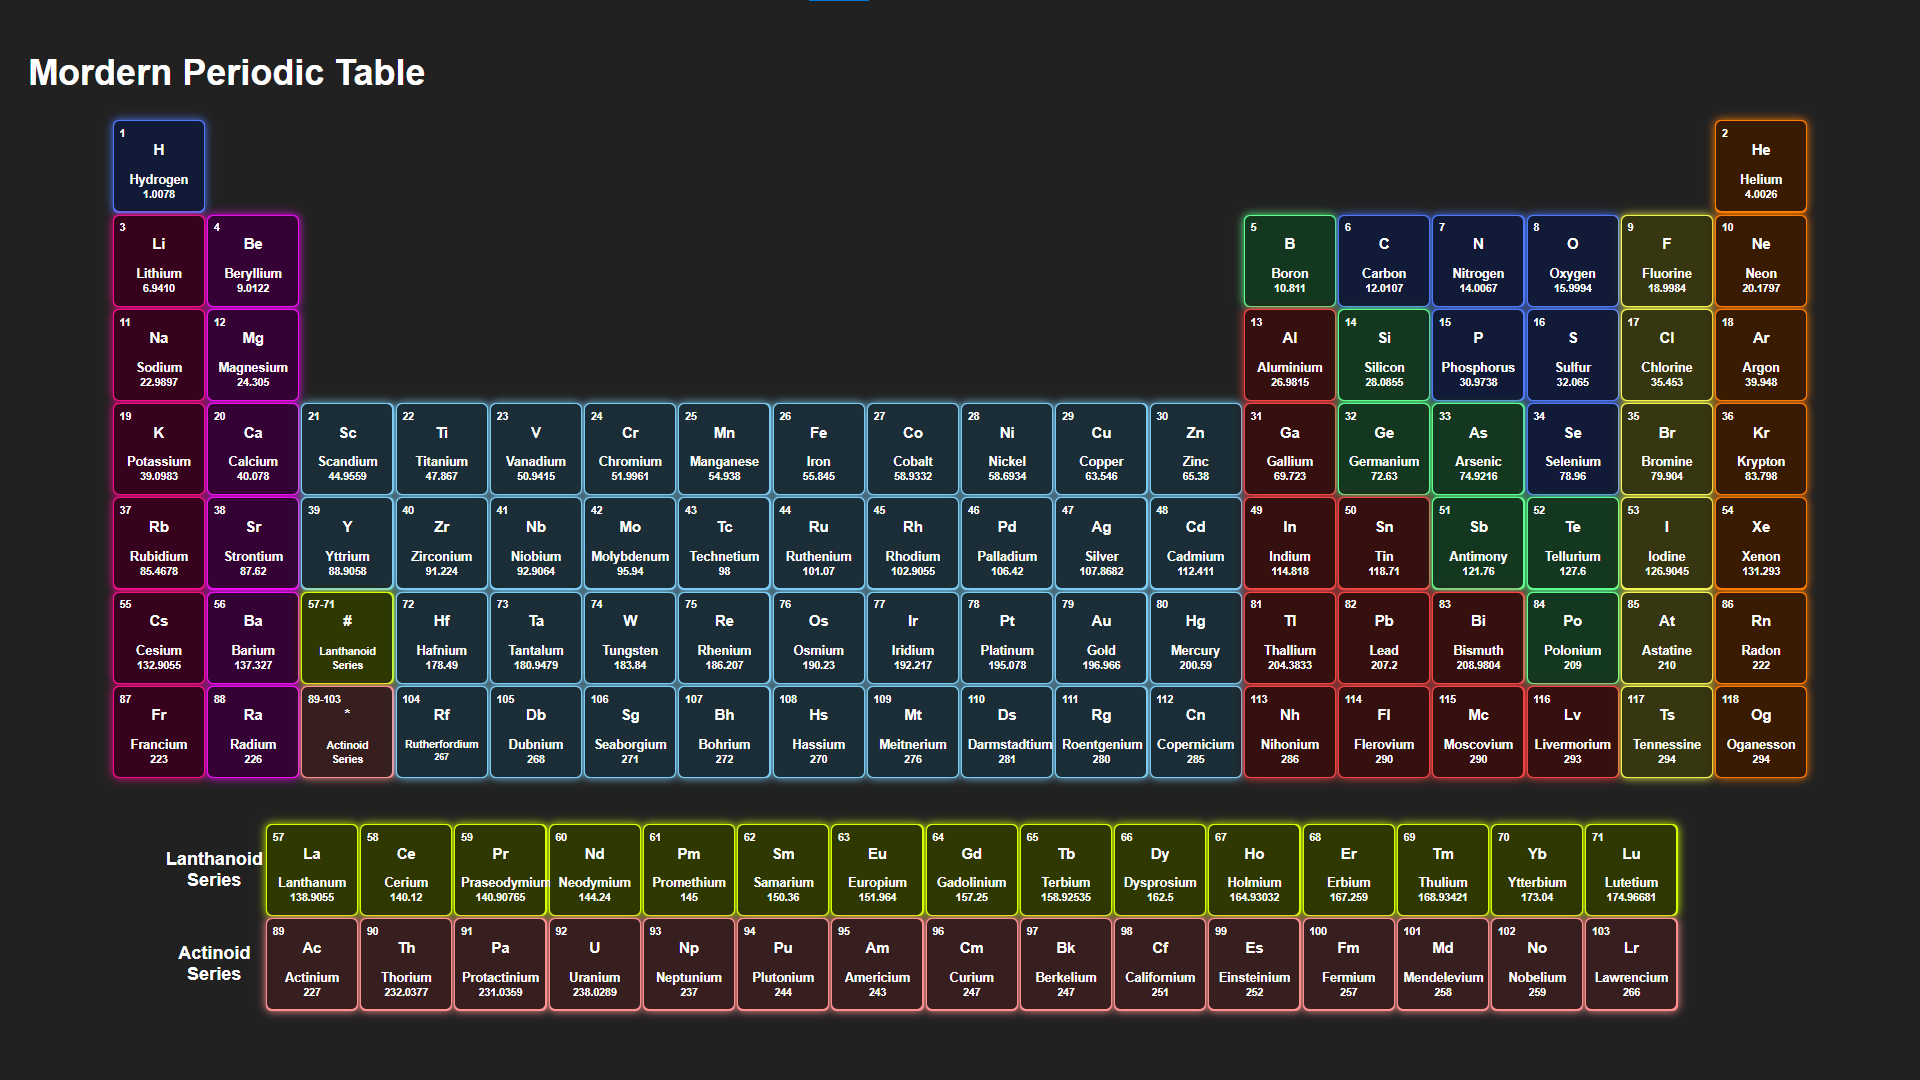 Mordern Periodic Table
1 2
H He
Hydrogen Helium
1.0078 4.0026
3 4 5 6 7 8 9 10
Li Be B C N O F Ne
Lithium Beryllium Boron Carbon Nitrogen Oxygen Fluorine Neon
6.9410 9.0122 10.811 12.0107 14.0067 15.9994 18.9984 20.1797
11 12 13 14 15 16 17 18
Na Mg Al Si P S Cl Ar
Sodium Magnesium Aluminium Silicon Phosphorus Sulfur Chlorine Argon
22.9897 24.305 26.9815 28.0855 30.9738 32.065 35.453 39.948
19 20 21 22 23 24 25 26 27 28 29 30 31 32 33 34 35 36
K Ca Sc Ti V Cr Mn Fe Co Ni Cu Zn Ga Ge As Se Br Kr
Potassium Calcium Scandium Titanium Vanadium Chromium Manganese Iron Cobalt Nickel Copper Zinc Gallium Germanium Arsenic Selenium Bromine Krypton
39.0983 40.078 44.9559 47.867 50.9415 51.9961 54.938 55.845 58.9332 58.6934 63.546 65.38 69.723 72.63 74.9216 78.96 79.904 83.798
37 38 39 40 41 42 43 44 45 46 47 48 49 50 51 52 53 54
Rb Sr Y Zr Nb Mo Tc Ru Rh Pd Ag Cd In Sn Sb Te I Xe
Rubidium Strontium Yttrium Zirconium Niobium Molybdenum Technetium Ruthenium Rhodium Palladium Silver Cadmium Indium Tin Antimony Tellurium Iodine Xenon
85.4678 87.62 88.9058 91.224 92.9064 95.94 98 101.07 102.9055 106.42 107.8682 112.411 114.818 118.71 121.76 127.6 126.9045 131.293
55 56 57-71 72 73 74 75 76 77 78 79 80 81 82 83 84 85 86
Cs Ba # Hf Ta W Re Os Ir Pt Au Hg Tl Pb Bi Po At Rn
Cesium Barium Lanthanoid Hafnium Tantalum Tungsten Rhenium Osmium Iridium Platinum Gold Mercury Thallium Lead Bismuth Polonium Astatine Radon
132.9055 137.327 Series 178.49 180.9479 183.84 186.207 190.23 192.217 195.078 196.966 200.59 204.3833 207.2 208.9804 209 210 222
87 88 89-103 104 105 106 107 108 109 110 111 112 113 114 115 116 117 118
Fr Ra * Rf Db Sg Bh Hs Mt Ds Rg Cn Nh Fl Mc Lv Ts Og
Francium Radium Actinoid Rutherfordium Dubnium Seaborgium Bohrium Hassium Meitnerium Darmstadtium Roentgenium Copernicium Nihonium Flerovium Moscovium Livermorium Tennessine Oganesson
223 226 Series 267 268 271 272 270 276 281 280 285 286 290 290 293 294 294
57 58 59 60 61 62 63 64 65 66 67 68 69 70 71
La Ce Pr Nd Pm Sm Eu Gd Tb Dy Ho Er Tm Yb Lu
Lanthanoid
Series
Lanthanum Cerium Praseodymium Neodymium Promethium Samarium Europium Gadolinium Terbium Dysprosium Holmium Erbium Thulium Ytterbium Lutetium
138.9055 140.12 140.90765 144.24 145 150.36 151.964 157.25 158.92535 162.5 164.93032 167.259 168.93421 173.04 174.96681
89 90 91 92 93 94 95 96 97 98 99 100 101 102 103
Ac Th Pa U Np Pu Am Cm Bk Cf Es Fm Md No Lr
Actinoid
Series
Actinium Thorium Protactinium Uranium Neptunium Plutonium Americium Curium Berkelium Californium Einsteinium Fermium Mendelevium Nobelium Lawrencium
227 232.0377 231.0359 238.0289 237 244 243 247 247 251 252 257 258 259 266